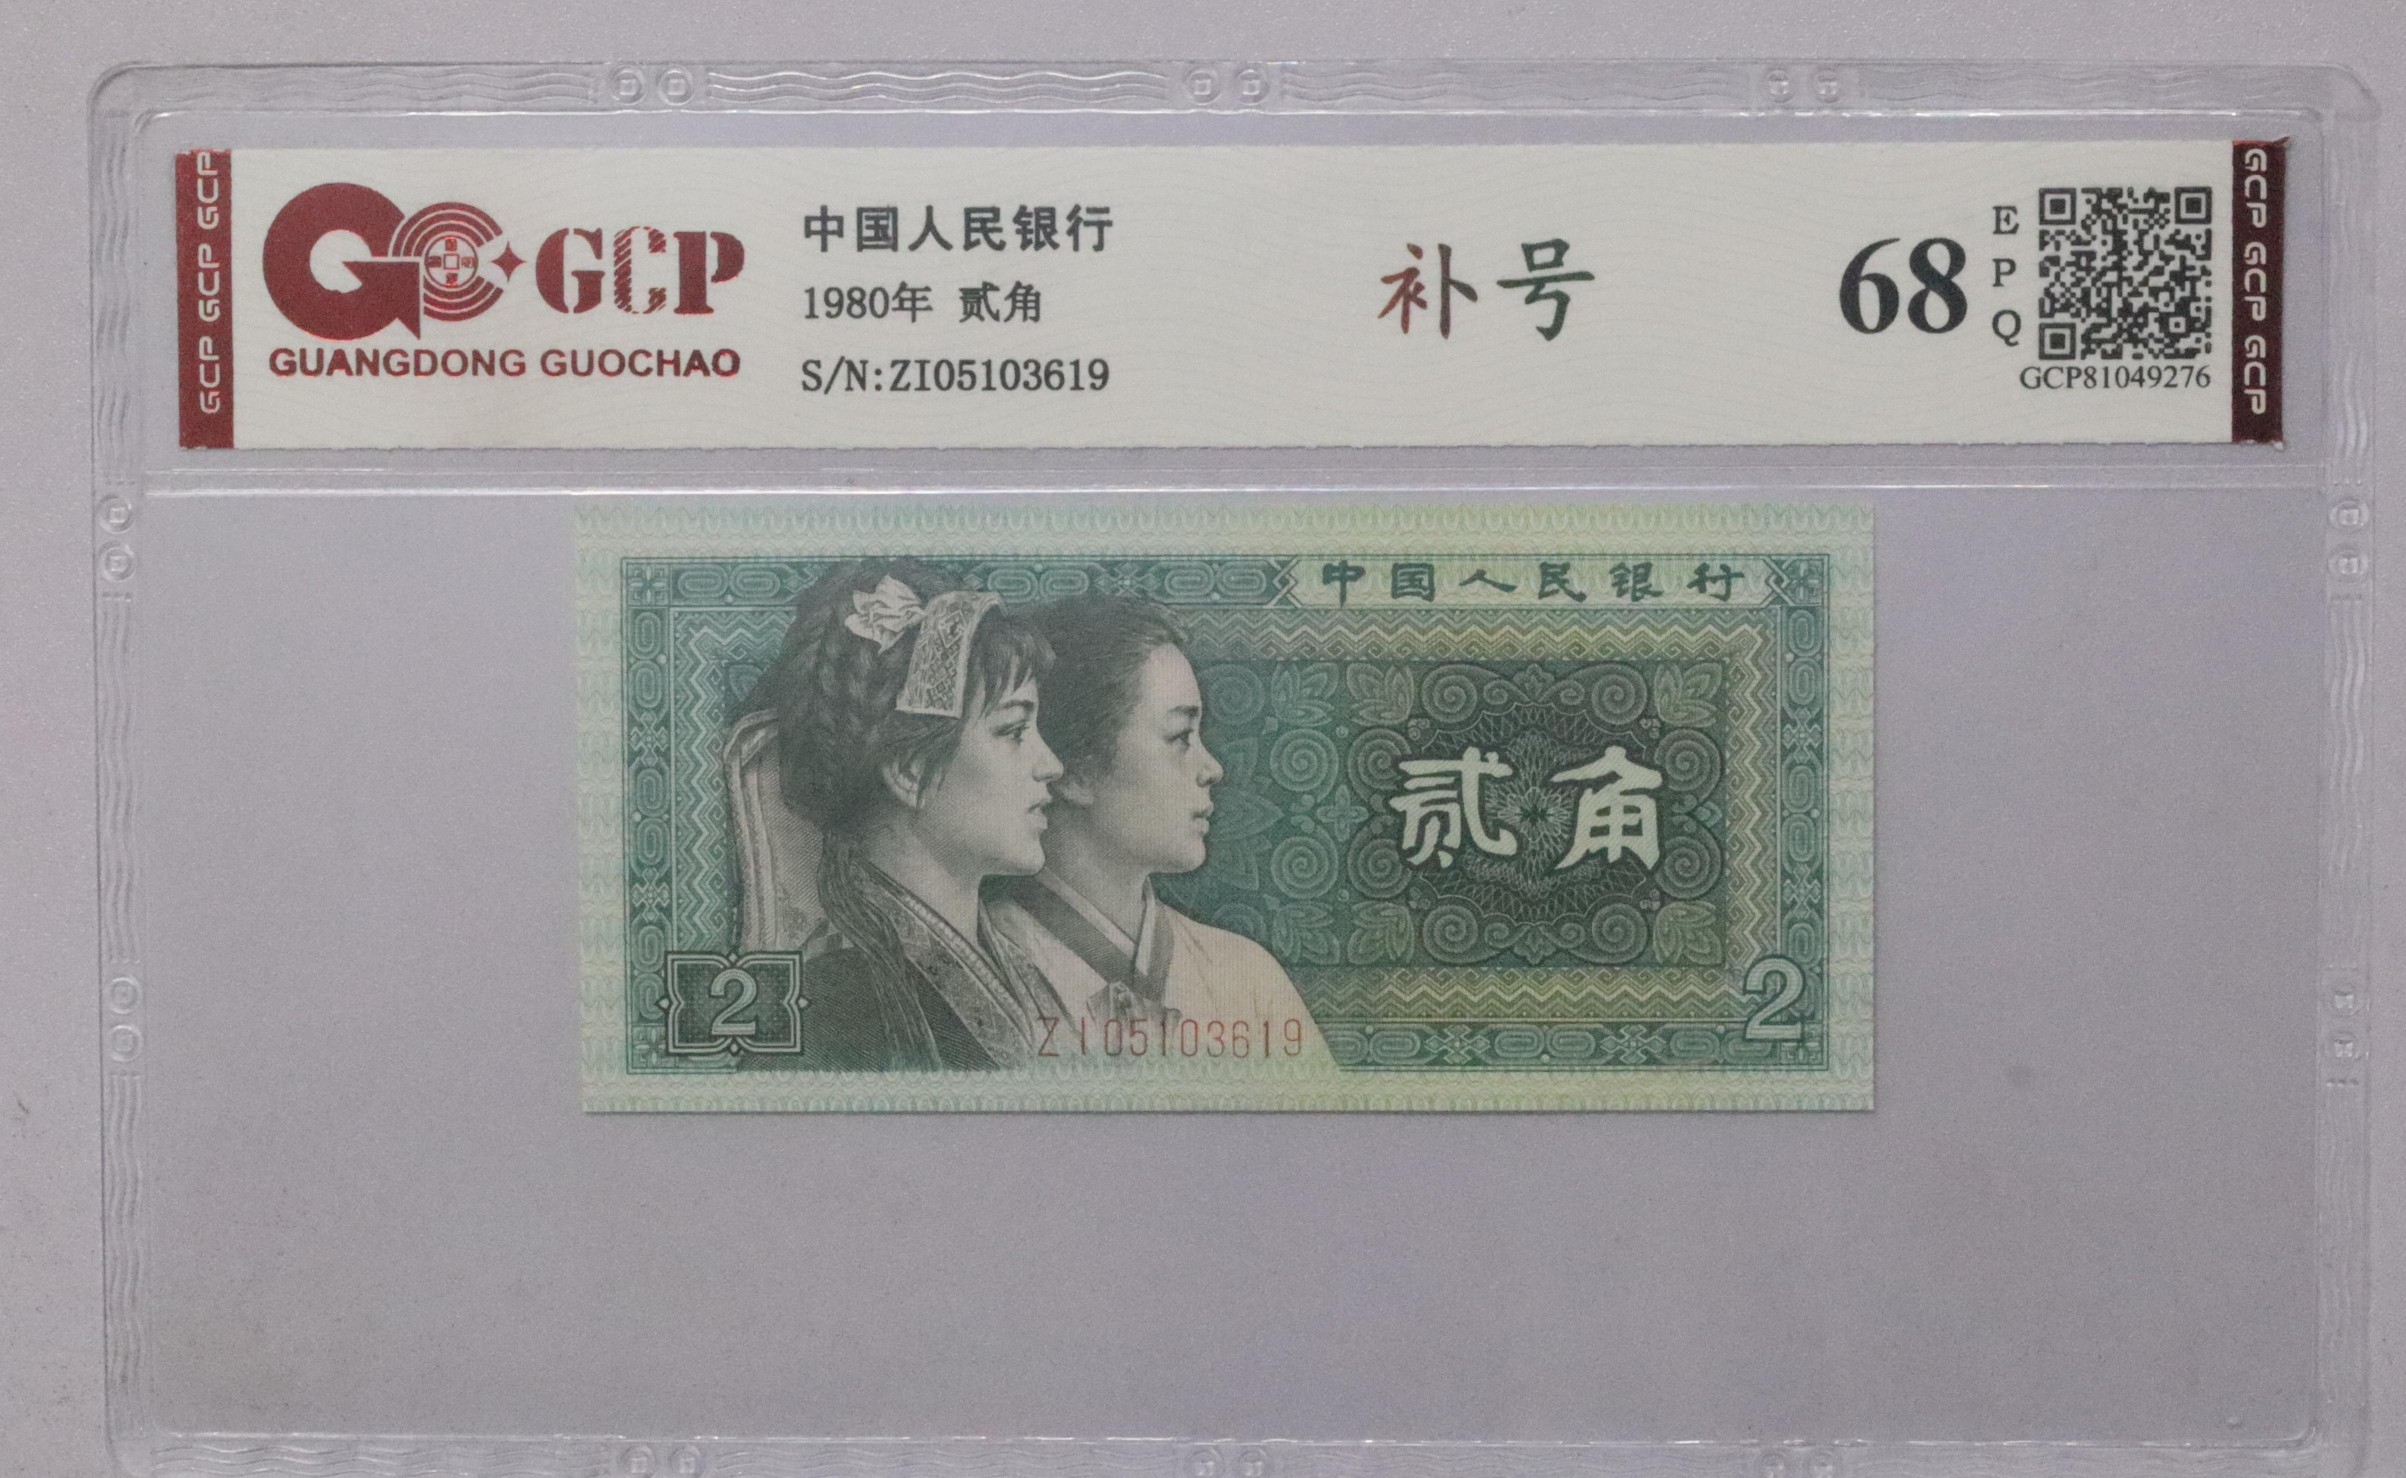 GCP GCP GCP
GCP
GUANGDONG GUOCHAO
中国人民银行
1980年 贰角
S/N:ZI05103619
补号
68
E
P
Q
GCP81049276
GCP GCP GCP
中国人民银行
贰角
2
ZI05103619
2